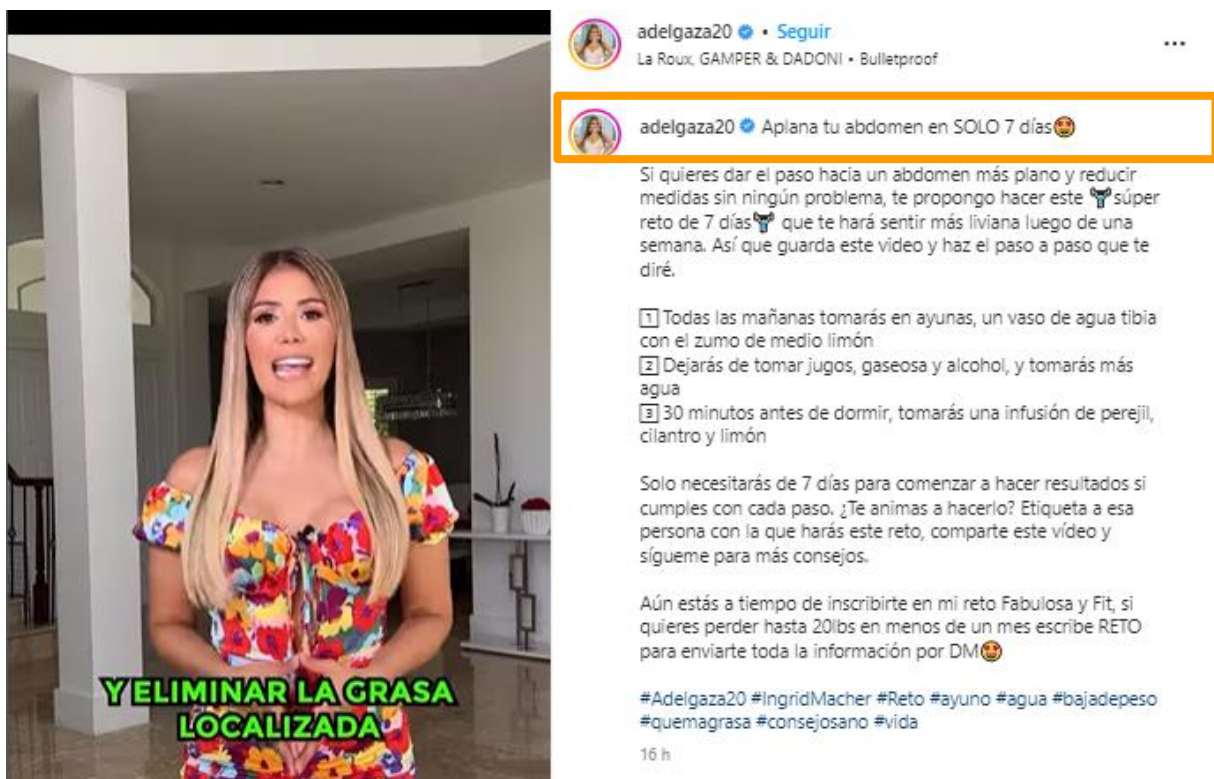 adelgaza20 • Seguir
La Roux, GAMPER & DADONI • Bulletproof
adelgaza20 Aplana tu abdomen en SOLO 7 días🤩
Si quieres dar el paso hacia un abdomen más plano y reducir
medidas sin ningún problema, te propongo hacer este súper
reto de 7 días que te hará sentir más liviana luego de una
semana. Así que guarda este video y haz el paso a paso que te
diré.
1 Todas las mañanas tomarás en ayunas, un vaso de agua tibia
con el zumo de medio limón
2 Dejarás de tomar jugos, gaseosa y alcohol, y tomarás más
agua
3 30 minutos antes de dormir, tomarás una infusión de perejil,
cilantro y limón
Solo necesitarás de 7 días para comenzar a hacer resultados si
cumples con cada paso. ¿Te animas a hacerlo? Etiqueta a esa
persona con la que harás este reto, comparte este vídeo y
sígueme para más consejos.
Aún estás a tiempo de inscribirte en mi reto Fabulosa y Fit, si
quieres perder hasta 20lbs en menos de un mes escribe RETO
para enviarte toda la información por DM🤩
#Adelgaza20 #IngridMacher #Reto #ayuno #agua #bajadepeso
#quemagrasa #consejosano #vida
16 h
Y ELIMINAR LA GRASA
LOCALIZADA